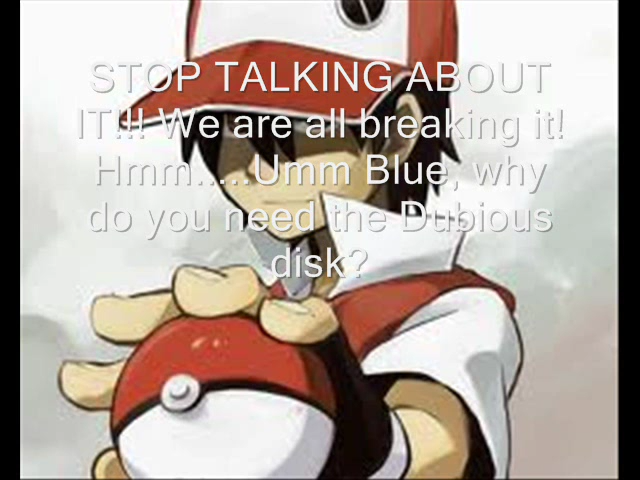 STOP TALKING ABOUT
IT!!! We are all breaking it!
Hmm.....Umm Blue, why
do you need the Dubious
disk?